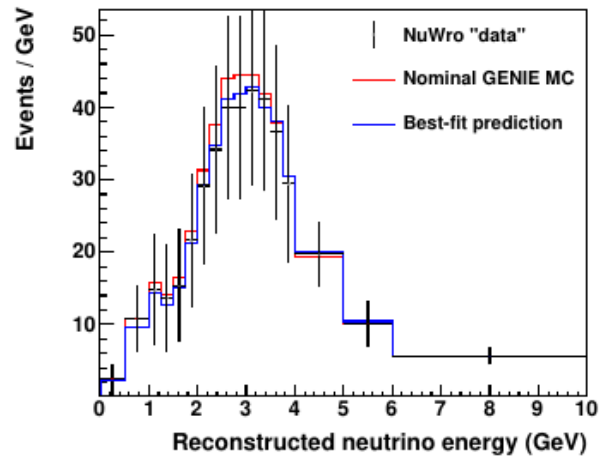 Events / GeV
50
40
30
20
10
NuWro "data"
Nominal GENIE MC
Best-fit prediction
0 1 2 3 4 5 6 7 8 9 10
Reconstructed neutrino energy (GeV)